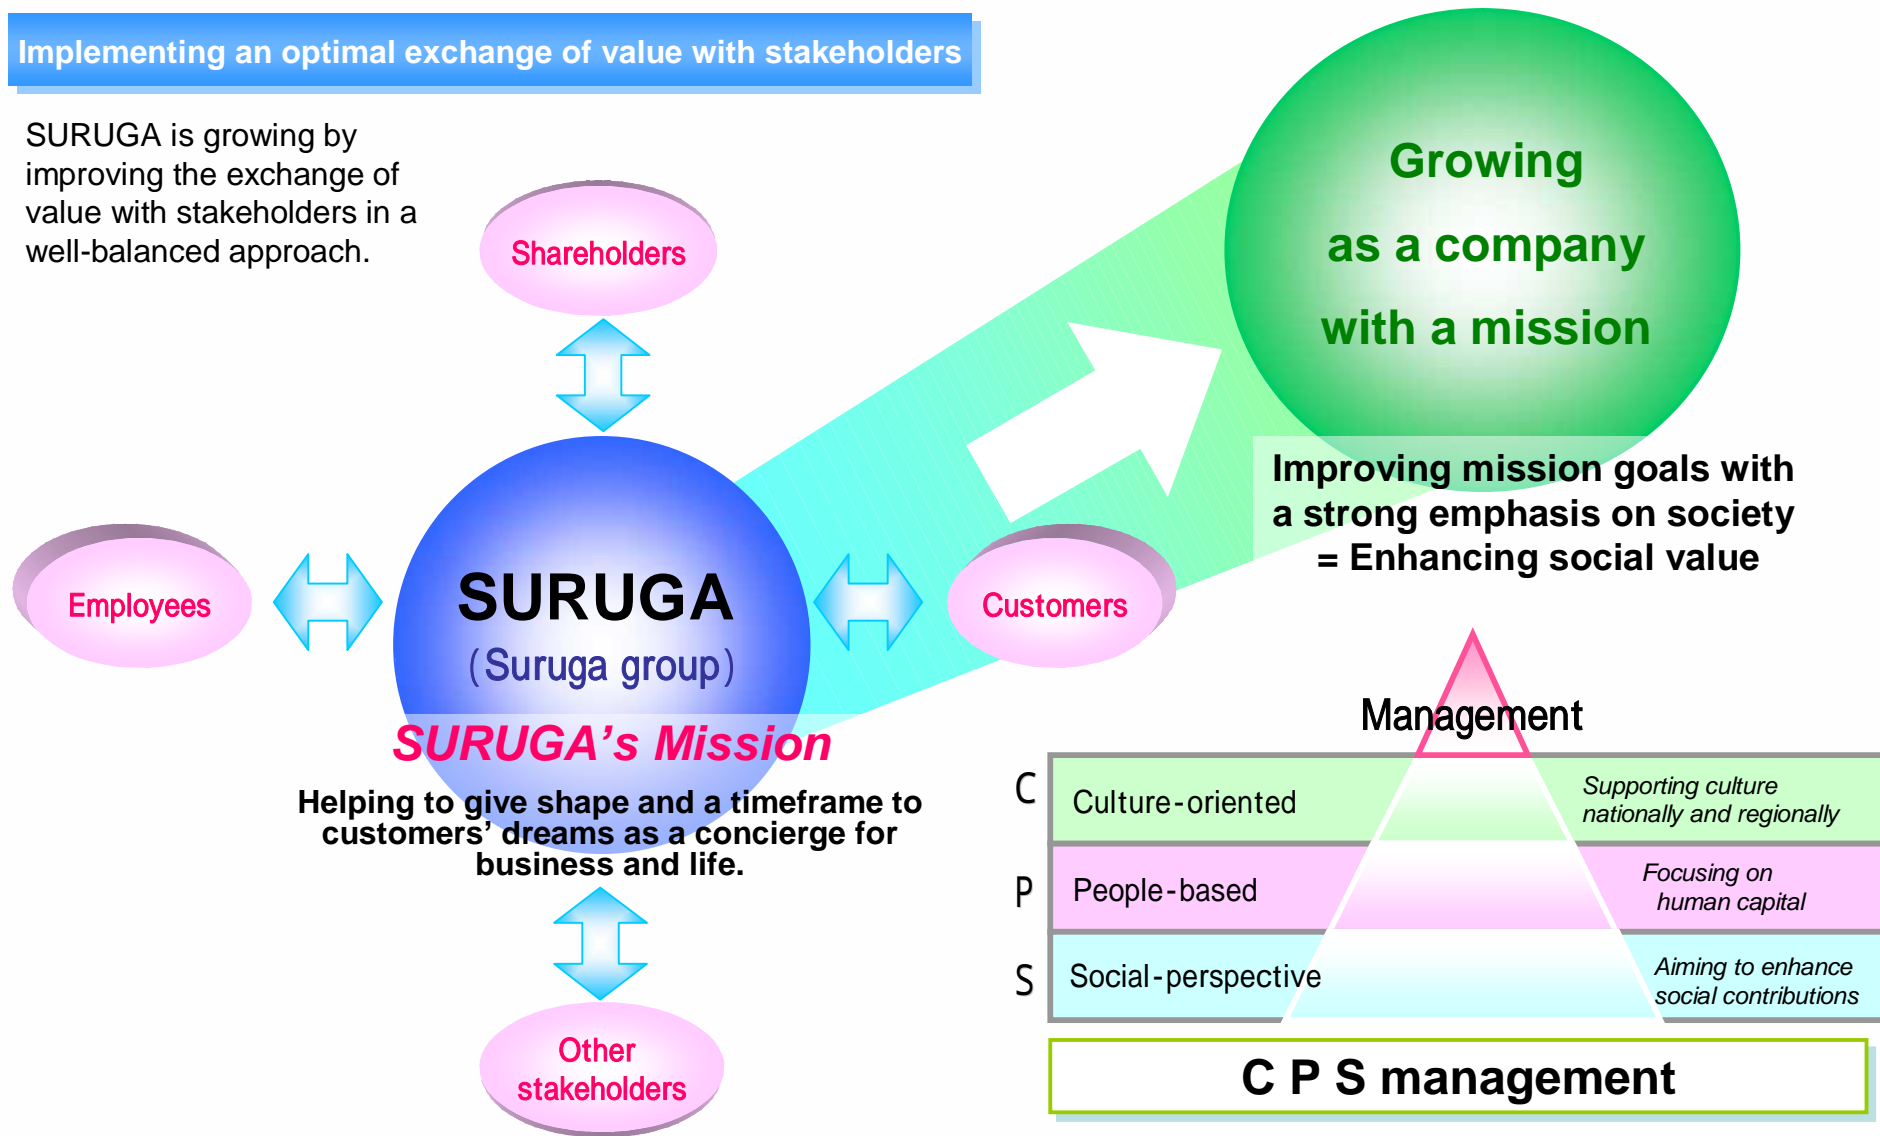 Implementing an optimal exchange of value with stakeholders
SURUGA is growing by
improving the exchange of
value with stakeholders in a
well-balanced approach.
Shareholders
Employees
SURUGA
(Suruga group)
Customers
SURUGA’s Mission
Helping to give shape and a timeframe to
customers’ dreams as a concierge for
business and life.
Other
stakeholders
Growing
as a company
with a mission
Improving mission goals with
a strong emphasis on society
= Enhancing social value
Management
C
Culture-oriented
Supporting culture
nationally and regionally
P
People-based
Focusing on
human capital
S
Social-perspective
Aiming to enhance
social contributions
C P S management